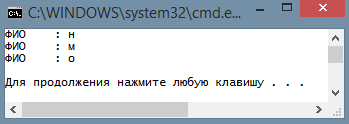 C:\WINDOWS\system32\cmd.e...
ФИО : н
ФИО : м
ФИО : о
Для продолжения нажмите любую клавишу . . .